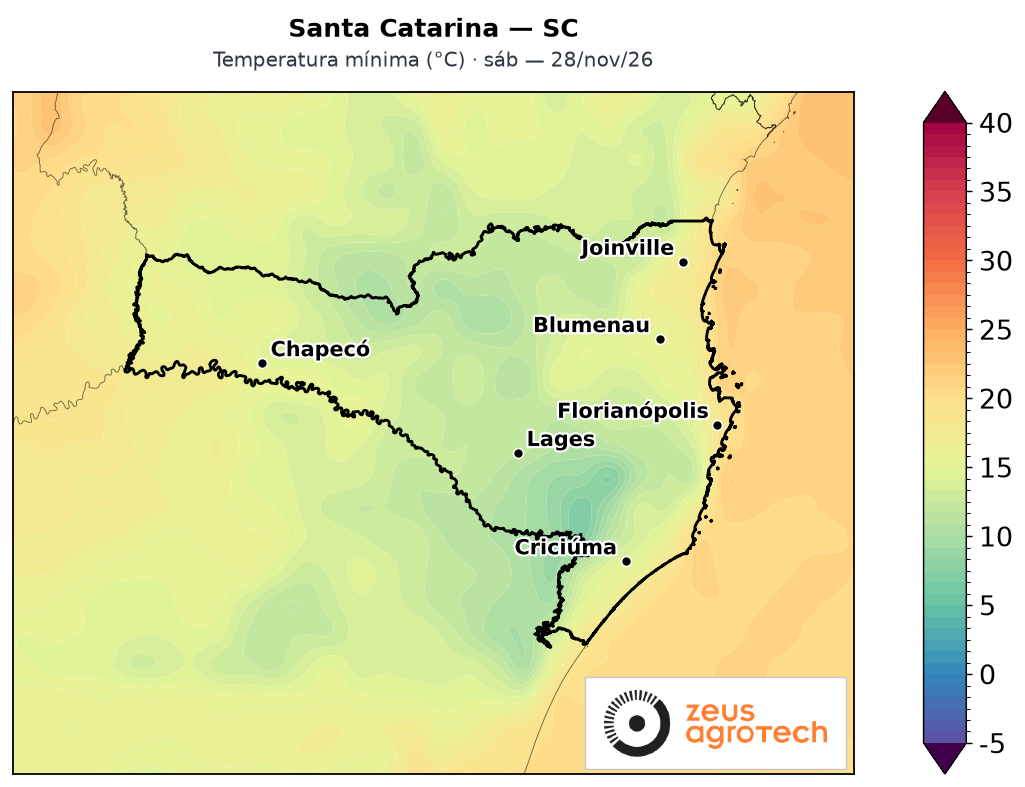 Santa Catarina — SC
Temperatura mínima (°C) · sáb — 28/nov/26
40
35
30
25
20
15
10
5
0
-5
Joinville
Blumenau
Chapecó
Florianópolis
Lages
Criciúma
zeus
agrotech